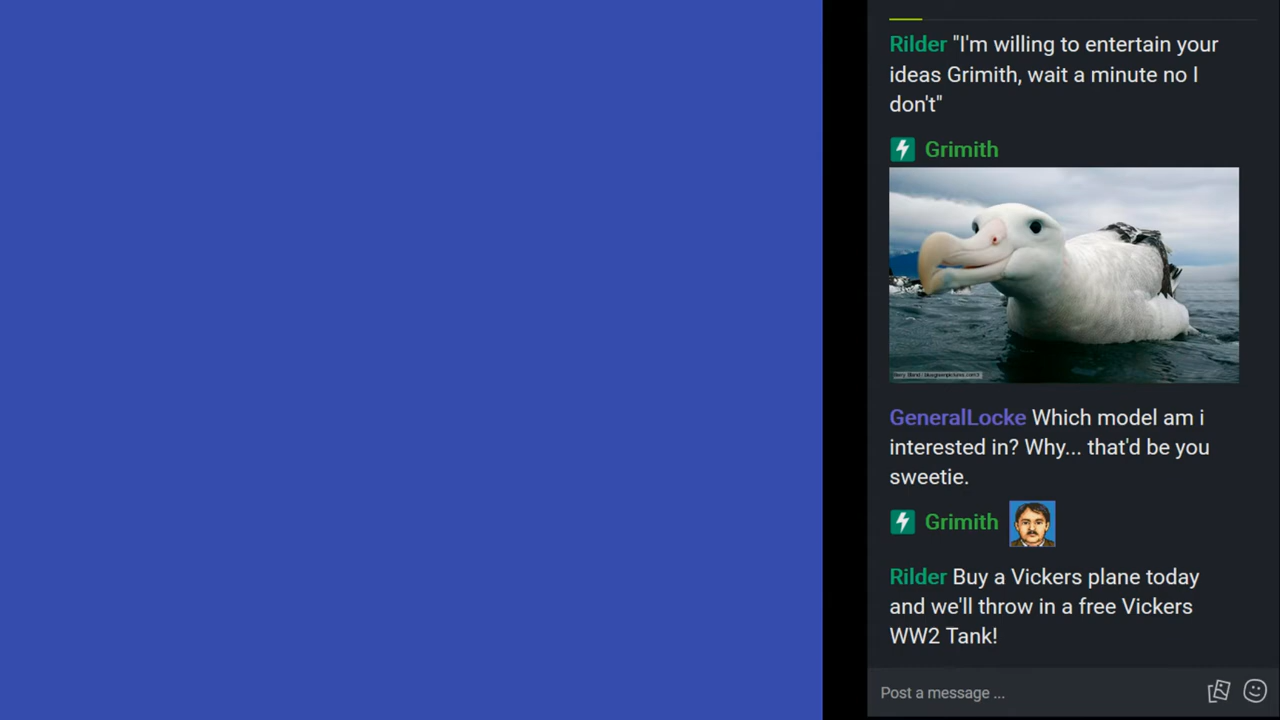 Rilder "I'm willing to entertain your
ideas Grimith, wait a minute no I
don't"
Grimith
GeneralLocke Which model am i
interested in? Why... that'd be you
sweetie.
Grimith
Rilder Buy a Vickers plane today
and we'll throw in a free Vickers
WW2 Tank!
Post a message ...